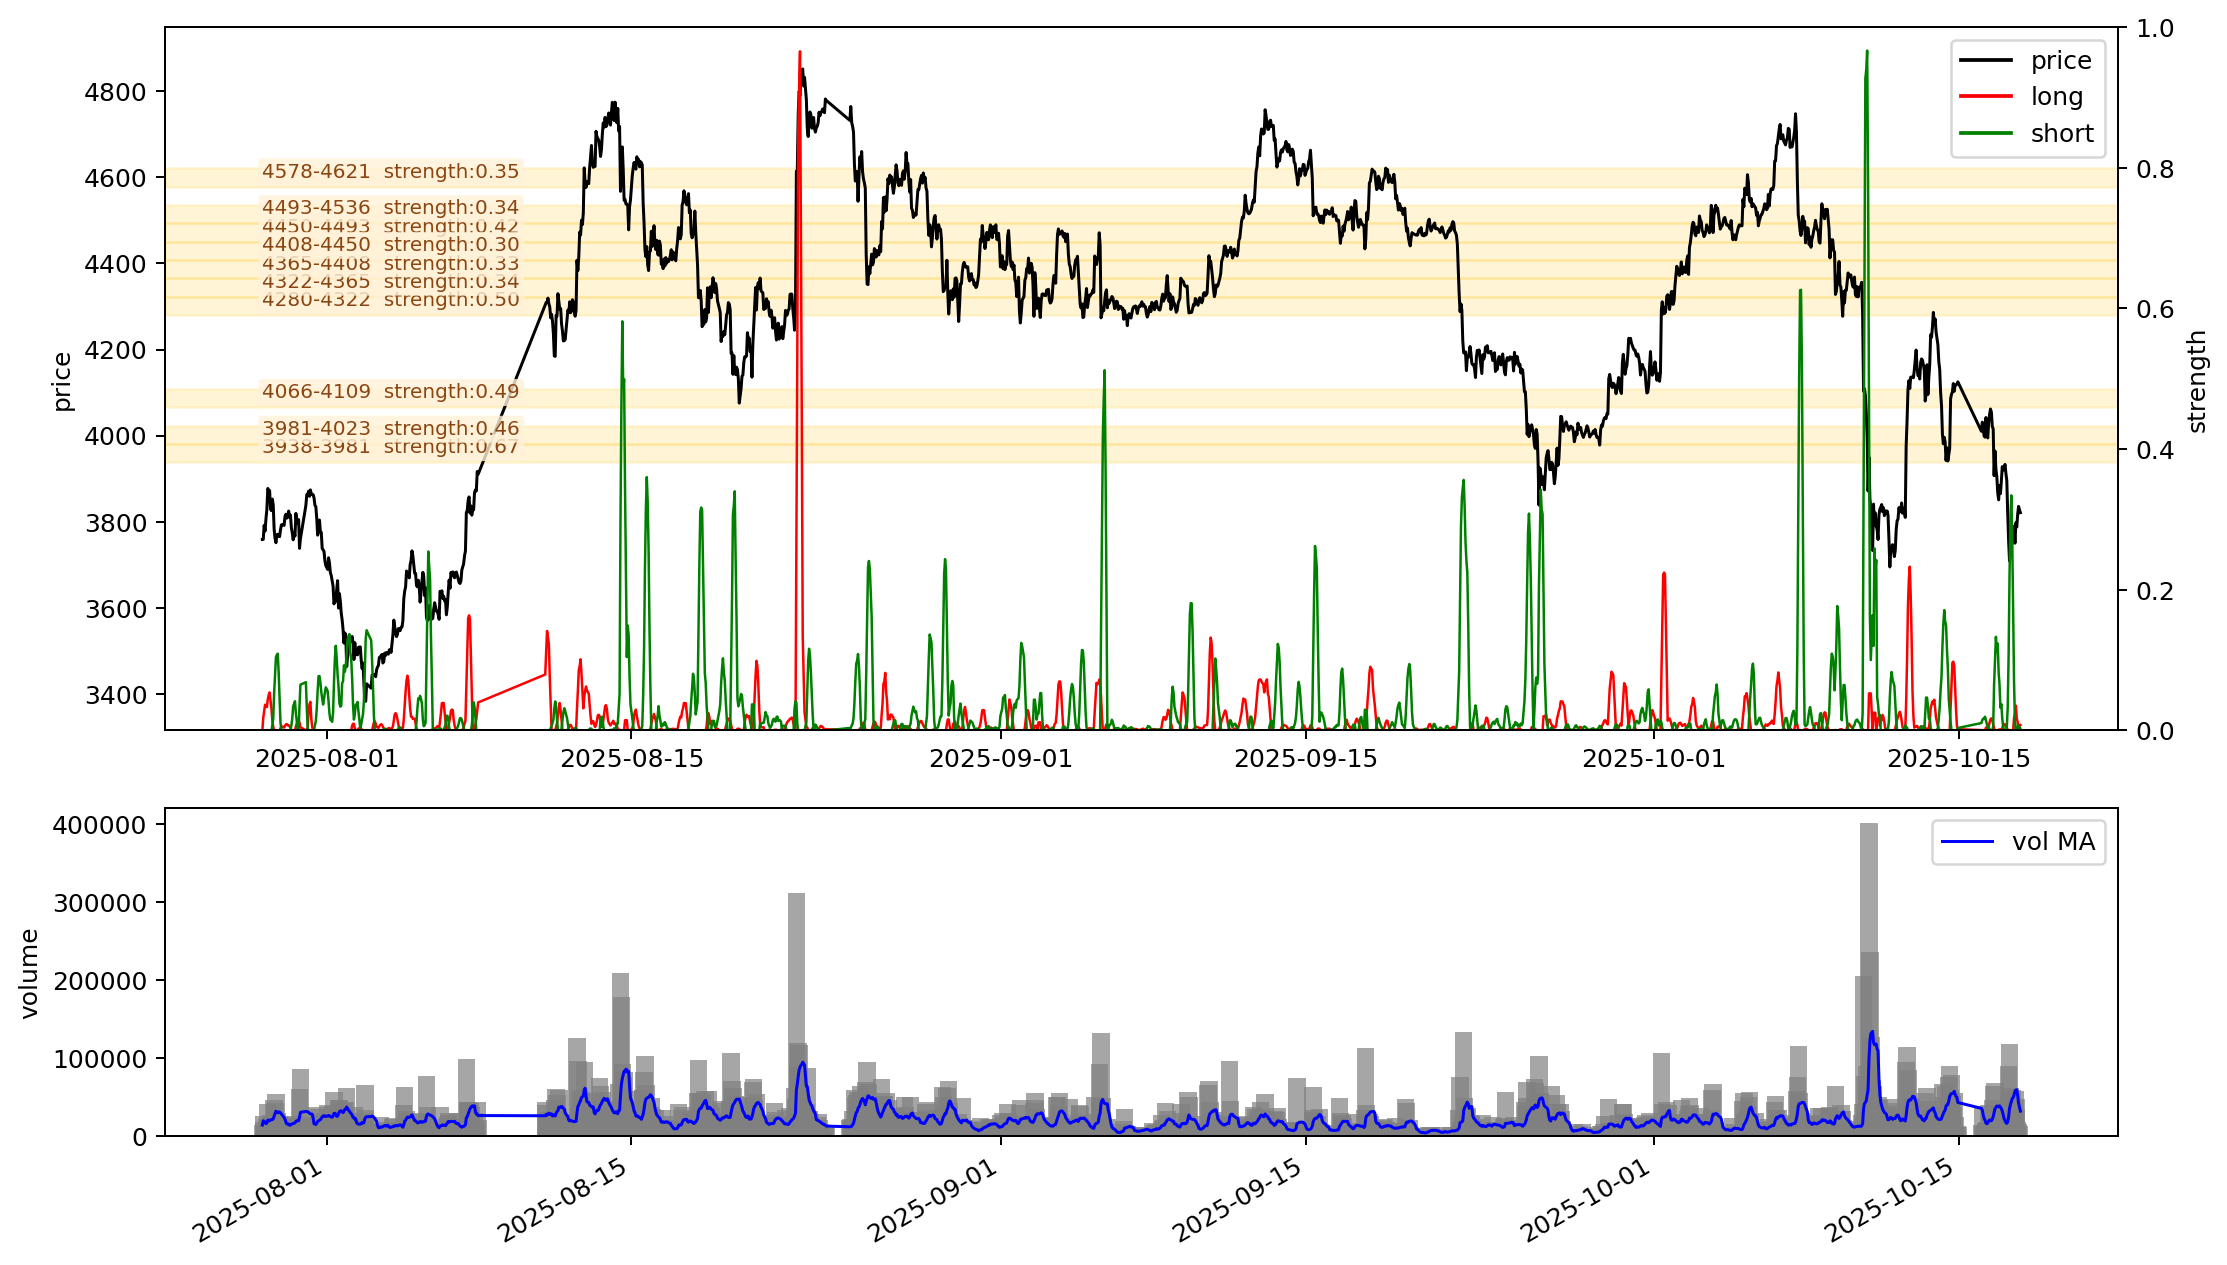 1.0
price
long
short
4800
4600
4400
4200
4000
3800
3600
3400
price
4578-4621 strength:0.35
4493-4536 strength:0.34
4450-4493 strength:0.42
4408-4450 strength:0.30
4365-4408 strength:0.33
4322-4365 strength:0.34
4280-4322 strength:0.50
4066-4109 strength:0.49
3981-4023 strength:0.46
3938-3981 strength:0.67
0.8
0.6
0.4
0.2
0.0
strength
2025-08-01 2025-08-15 2025-09-01 2025-09-15 2025-10-01 2025-10-15
vol MA
400000
300000
200000
100000
0
volume
2025-08-01 2025-08-15 2025-09-01 2025-09-15 2025-10-01 2025-10-15